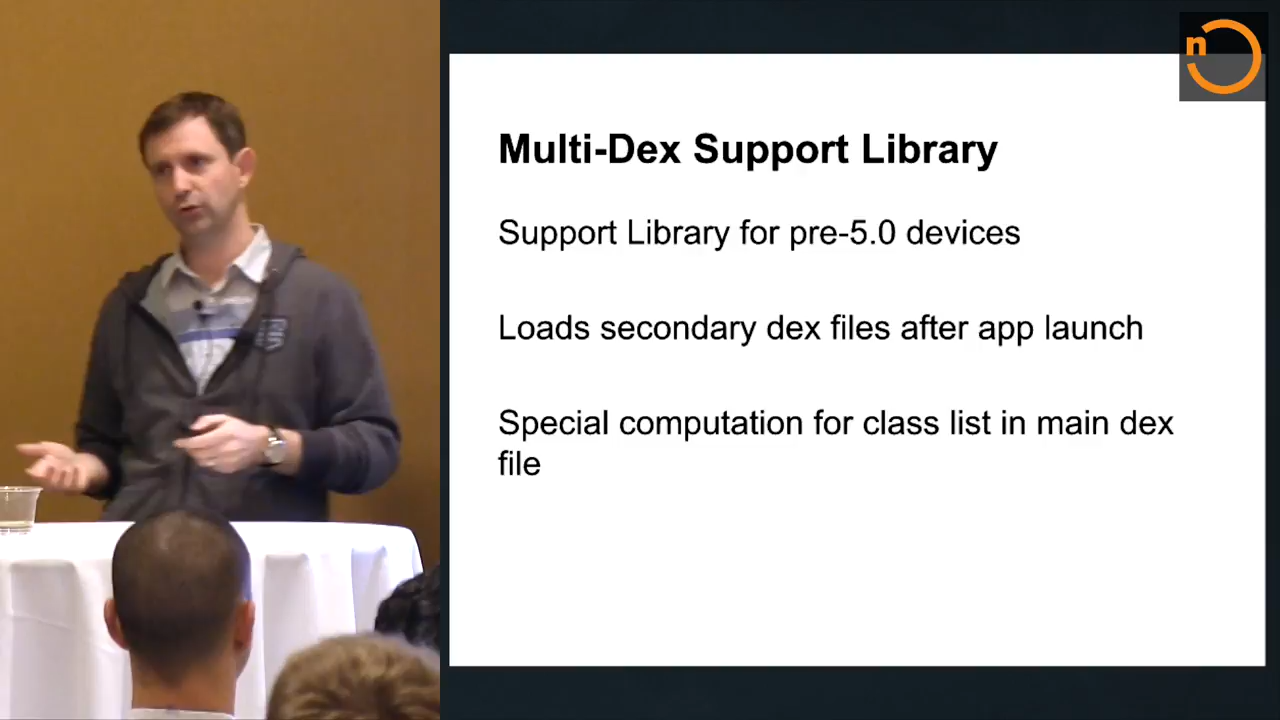 n
Multi-Dex Support Library
Support Library for pre-5.0 devices
Loads secondary dex files after app launch
Special computation for class list in main dex
file